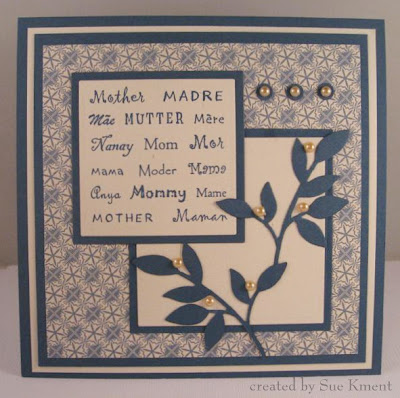 Mother MADRE
Mãe MUTTER Mère
Nanay Mom Mor
mama Moder Mama
Anya Mommy Mame
MOTHER Maman
created by Sue Kment